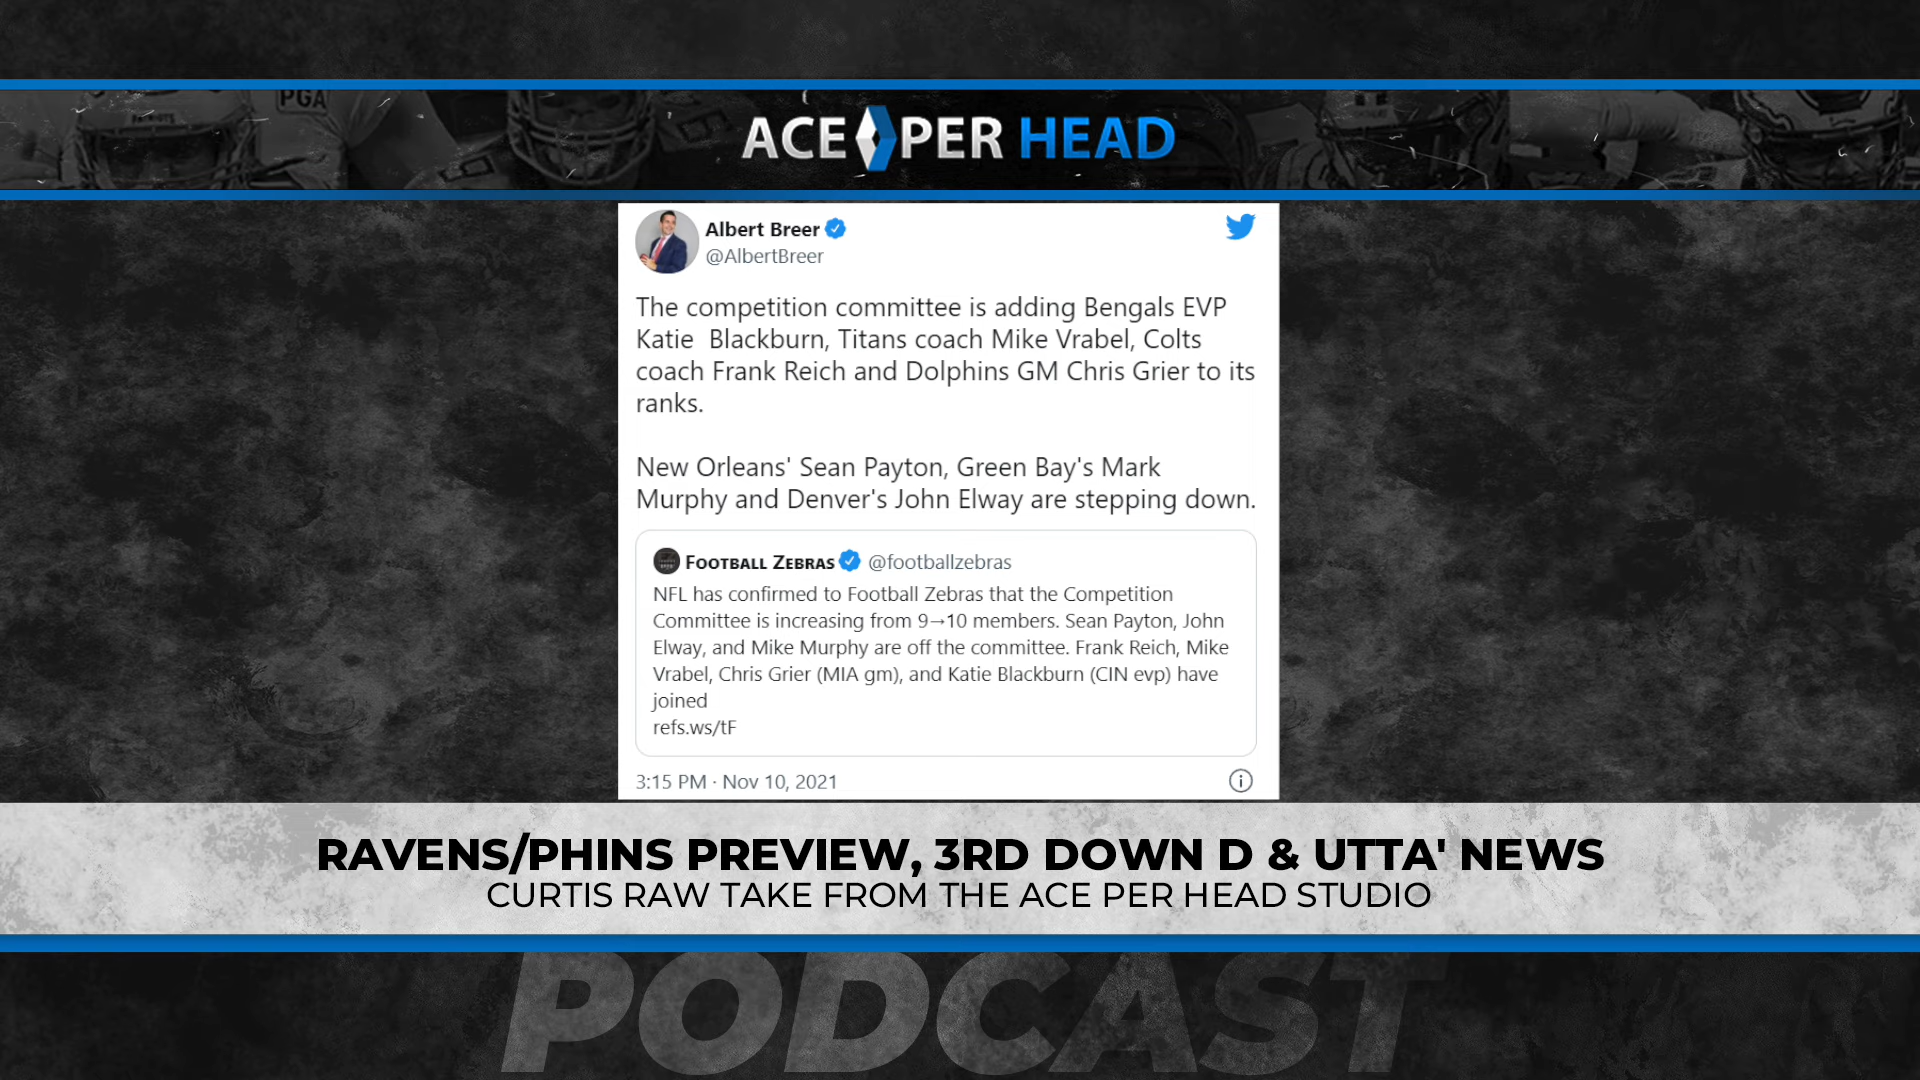 PGA
PATRIOTS
ACE PER HEAD
Albert Breer
@AlbertBreer
The competition committee is adding Bengals EVP
Katie  Blackburn, Titans coach Mike Vrabel, Colts
coach Frank Reich and Dolphins GM Chris Grier to its
ranks.
New Orleans' Sean Payton, Green Bay's Mark
Murphy and Denver's John Elway are stepping down.
FOOTBALL ZEBRAS @footballzebras
NFL has confirmed to Football Zebras that the Competition
Committee is increasing from 9→10 members. Sean Payton, John
Elway, and Mike Murphy are off the committee. Frank Reich, Mike
Vrabel, Chris Grier (MIA gm), and Katie Blackburn (CIN evp) have
joined
refs.ws/tF
3:15 PM · Nov 10, 2021
RAVENS/PHINS PREVIEW, 3RD DOWN D & UTTA' NEWS
CURTIS RAW TAKE FROM THE ACE PER HEAD STUDIO
PODCAST